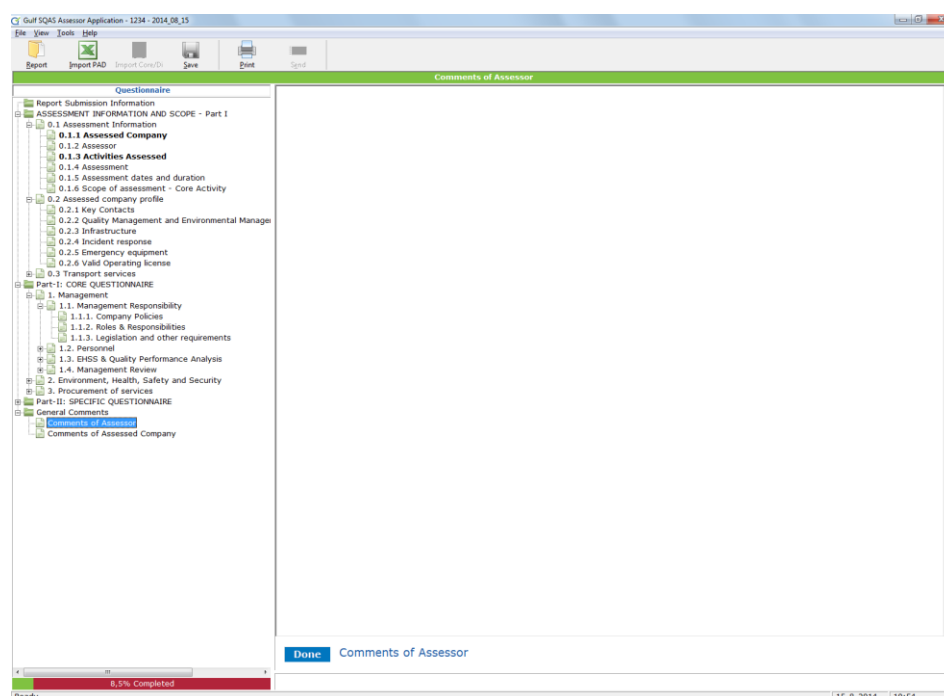 Gulf SQAS Assessor Application - 1234 - 2014_08_15
File View Tools Help
Report Import PAD Import Core/Di Save Print Send
Comments of Assessor
Questionnaire
Report Submission Information
ASSESSMENT INFORMATION AND SCOPE - Part I
0.1 Assessment Information
0.1.1 Assessed Company
0.1.2 Assessor
0.1.3 Activities Assessed
0.1.4 Assessment
0.1.5 Assessment dates and duration
0.1.6 Scope of assessment - Core Activity
0.2 Assessed company profile
0.2.1 Key Contacts
0.2.2 Quality Management and Environmental Manage
0.2.3 Infrastructure
0.2.4 Incident response
0.2.5 Emergency equipment
0.2.6 Valid Operating license
0.3 Transport services
Part-I: CORE QUESTIONNAIRE
1. Management
1.1. Management Responsibility
1.1.1. Company Policies
1.1.2. Roles & Responsibilities
1.1.3. Legislation and other requirements
1.2. Personnel
1.3. EHSS & Quality Performance Analysis
1.4. Management Review
2. Environment, Health, Safety and Security
3. Procurement of services
Part-II: SPECIFIC QUESTIONNAIRE
General Comments
Comments of Assessor
Comments of Assessed Company
Done Comments of Assessor
8,5% Completed
Ready